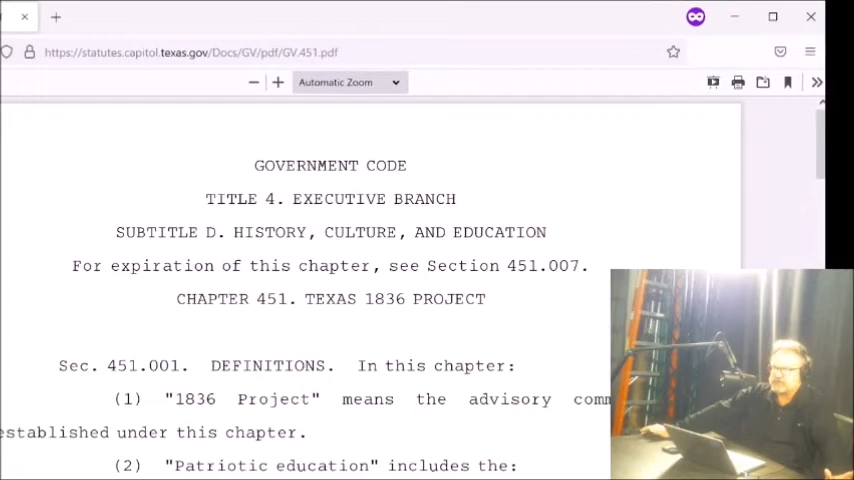 https://statutes.capitol.texas.gov/Docs/GV/pdf/GV.451.pdf
Automatic Zoom
GOVERNMENT CODE
TITLE 4. EXECUTIVE BRANCH
SUBTITLE D. HISTORY, CULTURE, AND EDUCATION
For expiration of this chapter, see Section 451.007.
CHAPTER 451. TEXAS 1836 PROJECT
Sec. 451.001. DEFINITIONS. In this chapter:
(1) "1836 Project" means the advisory comm
established under this chapter.
(2) "Patriotic education" includes the: